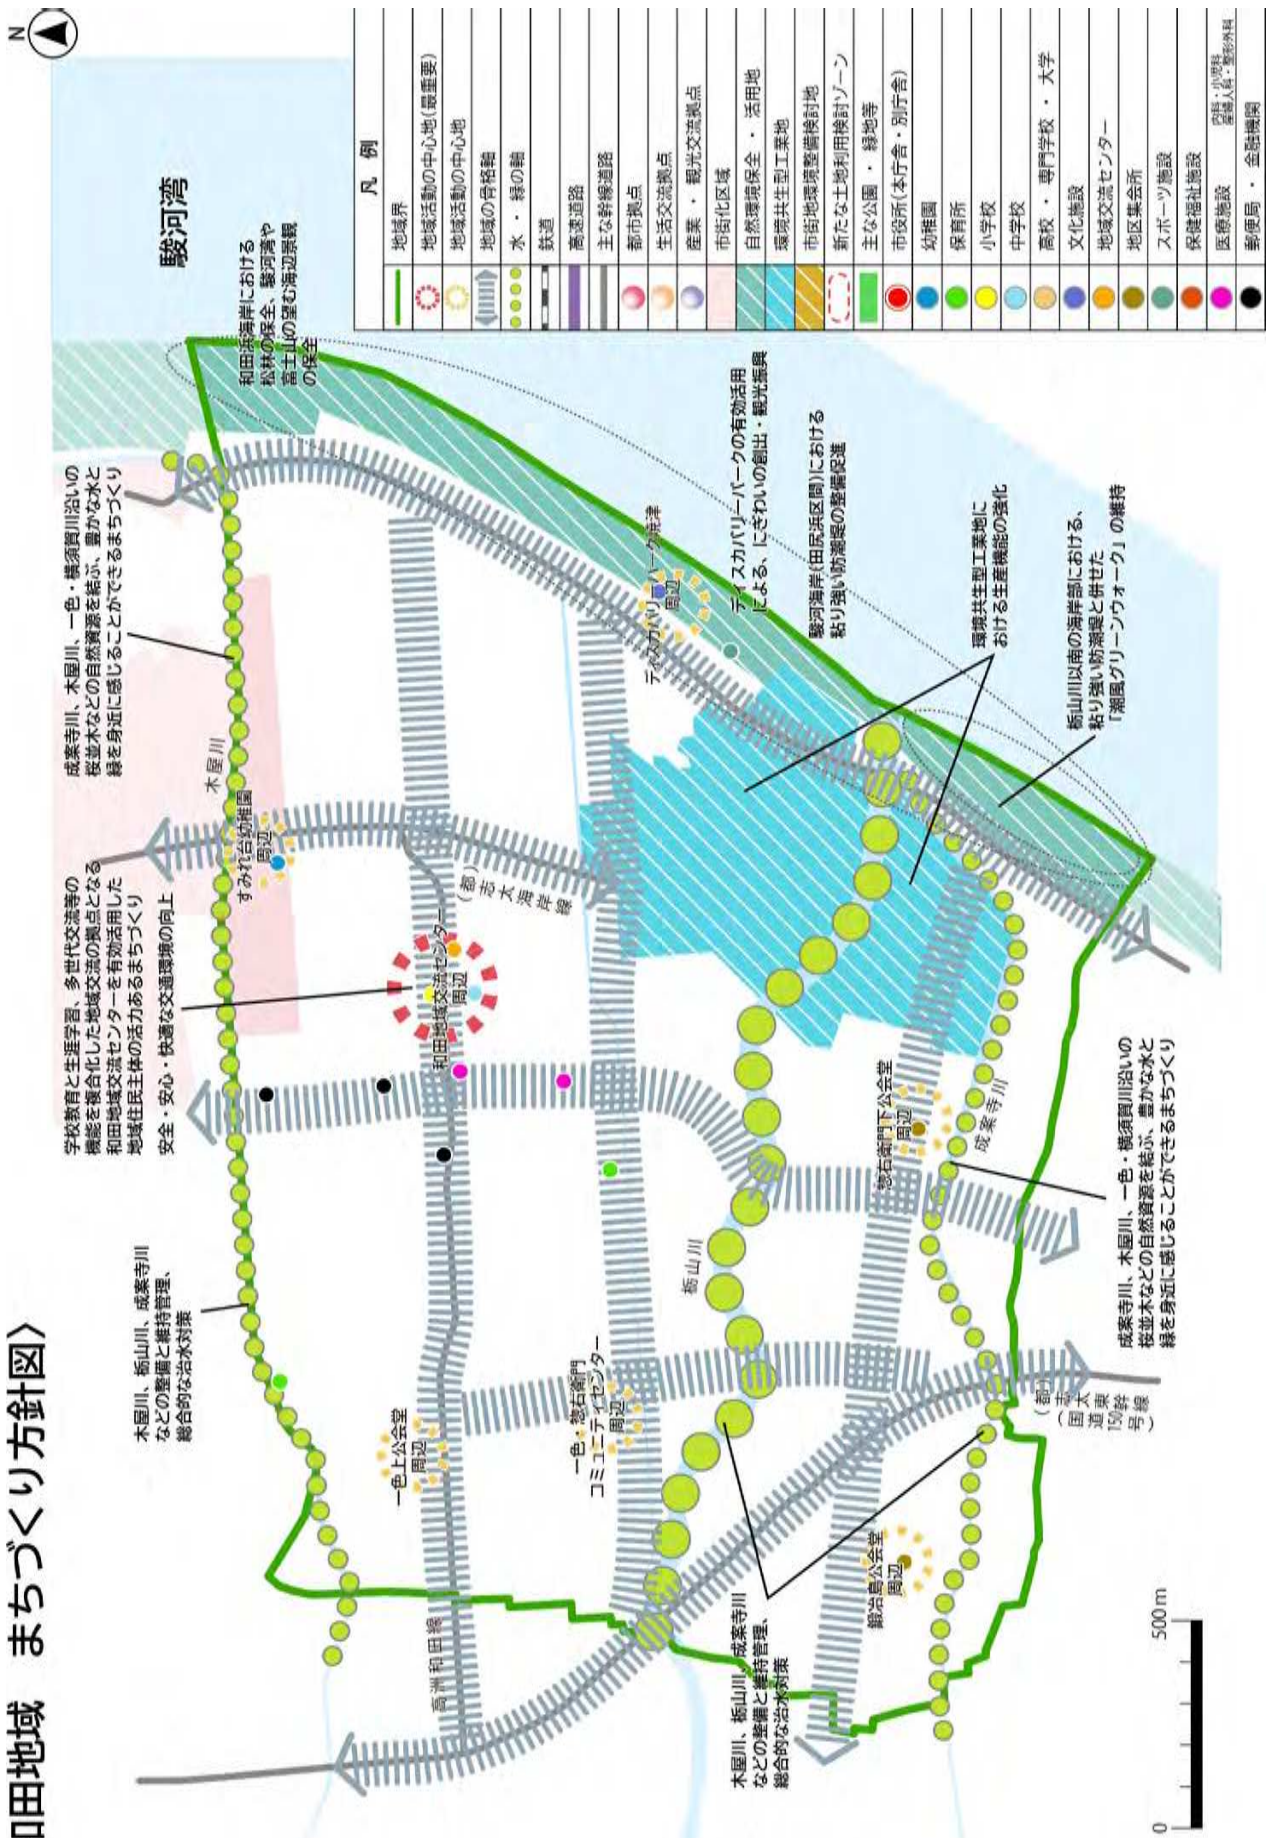 和田地域 まちづくり方針図〉
N
駿河湾
和田浜海岸における
松林の保全、駿河湾や
富士山の望む海辺景観
の保全
成案寺川、木屋川、一色・横須賀川沿いの
桜並木などの自然資源を結ぶ、豊かな水と
緑を身近に感じることができるまちづくり
木屋川
すみれ台幼稚園
周辺
学校教育と生涯学習、多世代交流等の
機能を複合化した地域交流の拠点となる
和田地域交流センターを有効活用した
地域住民主体の活力あるまちづくり
安全・安心・快適な交通環境の向上
木屋川、栃山川、成案寺川
などの整備と維持管理、
総合的な治水対策
(都)志太海岸線
和田地域交流センター
周辺
ディスカバリーパーク焼津
周辺
ディスカバリーパークの有効活用
による、にぎわいの創出・観光振興
駿河海岸(田尻浜区間)における
粘り強い防潮堤の整備促進
環境共生型工業地に
おける生産機能の強化
栃山川以南の海岸部における、
粘り強い防潮堤と併せた
「潮風グリーンウォーク」の維持
一色上公会堂
周辺
一色・惣右衛門
コミュニティセンター
周辺
栃山川
惣右衛門下公会堂
周辺
成案寺川
高洲和田線
鍛冶島公会堂
周辺
木屋川、栃山川、成案寺川
などの整備と維持管理、
総合的な治水対策
成案寺川、木屋川、一色・横須賀川沿いの
桜並木などの自然資源を結ぶ、豊かな水と
緑を身近に感じることができるまちづくり
(都)志太東幹線
(国道150号)
0 500m
凡 例
地域界
地域活動の中心地(最重要)
地域活動の中心地
地域の骨格軸
水・緑の軸
鉄道
高速道路
主な幹線道路
都市拠点
生活交流拠点
産業・観光交流拠点
市街化区域
自然環境保全・活用地
環境共生型工業地
市街地環境整備検討地
新たな土地利用検討ゾーン
主な公園・緑地等
市役所(本庁舎・別庁舎)
幼稚園
保育所
小学校
中学校
高校・専門学校・大学
文化施設
地域交流センター
地区集会所
スポーツ施設
保健福祉施設
医療施設 内科・小児科
産婦人科・整形外科
郵便局・金融機関